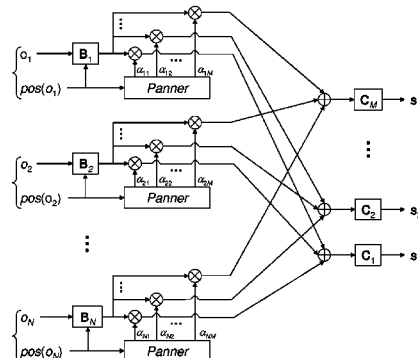 o1 B1
α11 α12 ... α1M
pos(o1) Panner
CM s
o2 B2
α21 α22 ... α2M
pos(o2) Panner
C2 s
C1 s
oN BN
αN1 αN2 ... αNM
pos(oN) Panner